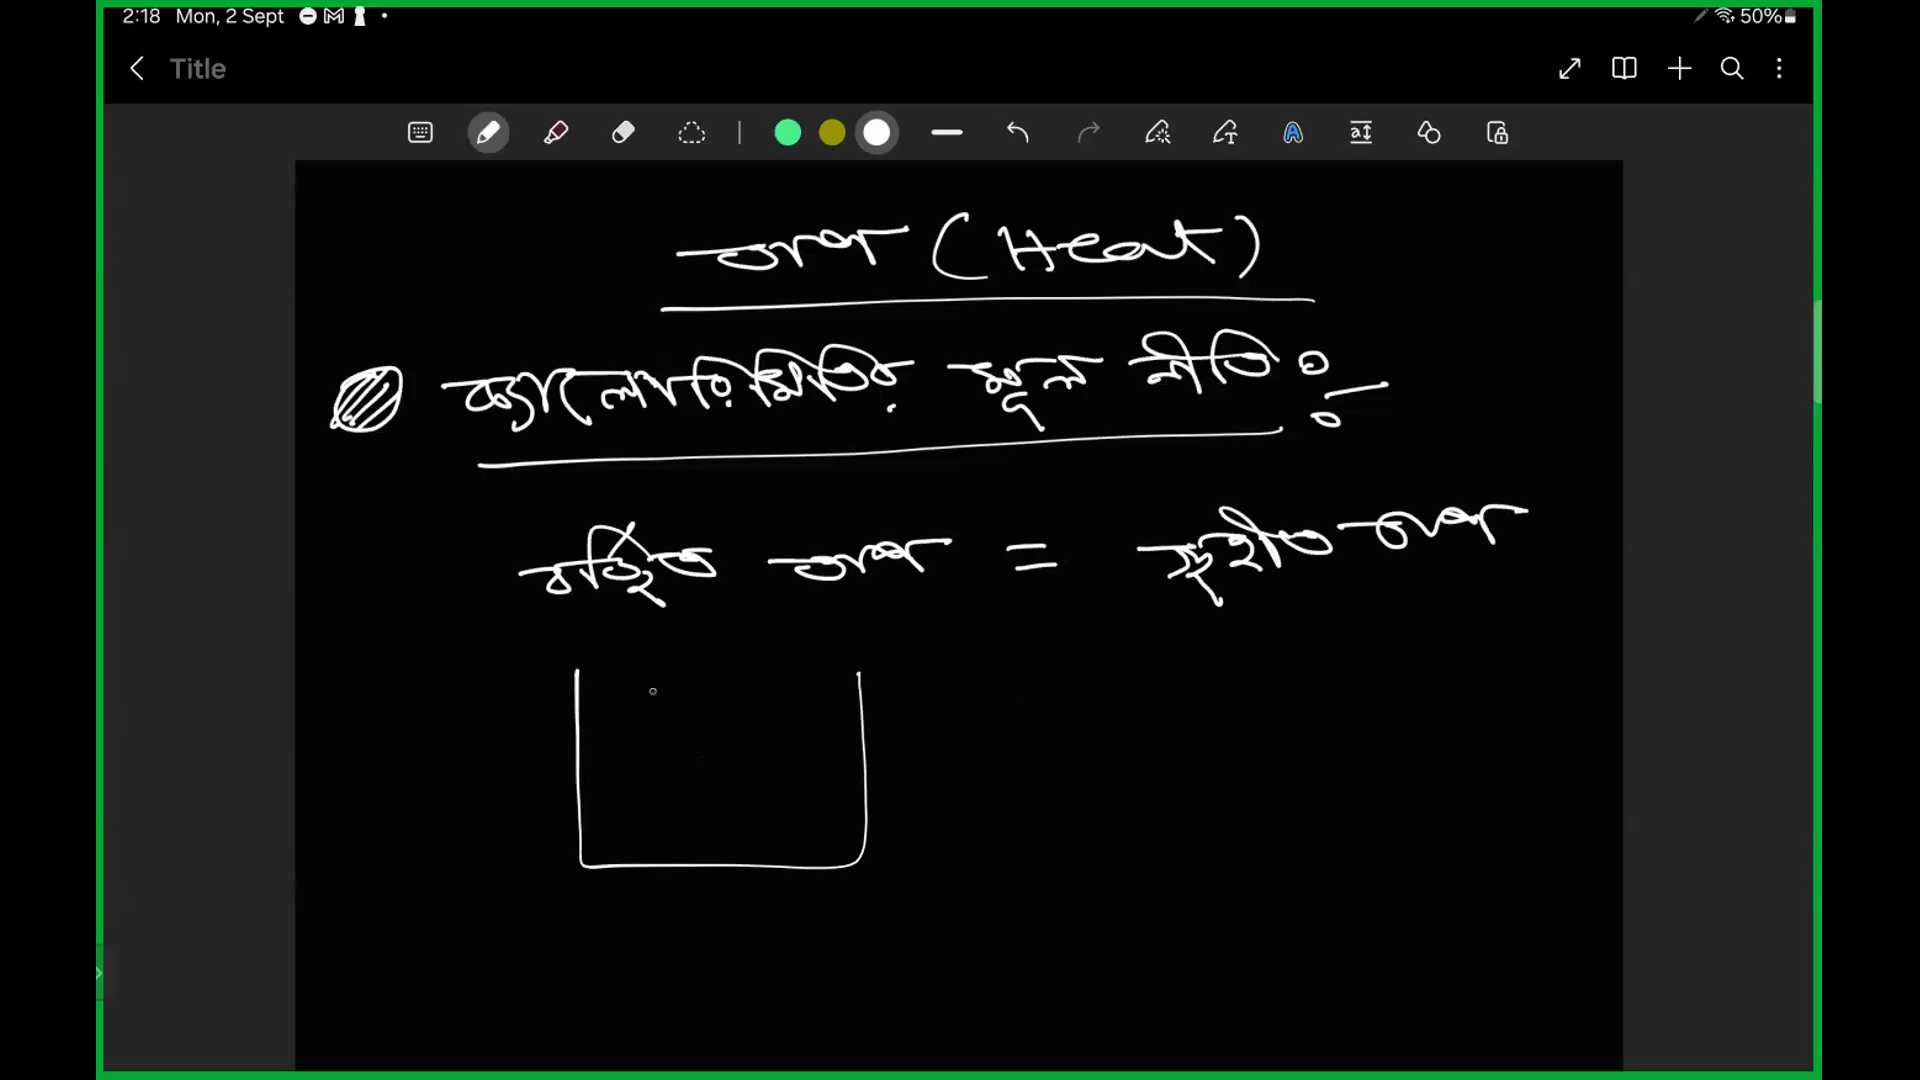 2:18 Mon, 2 Sept
50%
Title
তাপ (Heat)
ক্যালোরিমিতির মূল নীতি :-
বর্জিত তাপ = গৃহীত তাপ